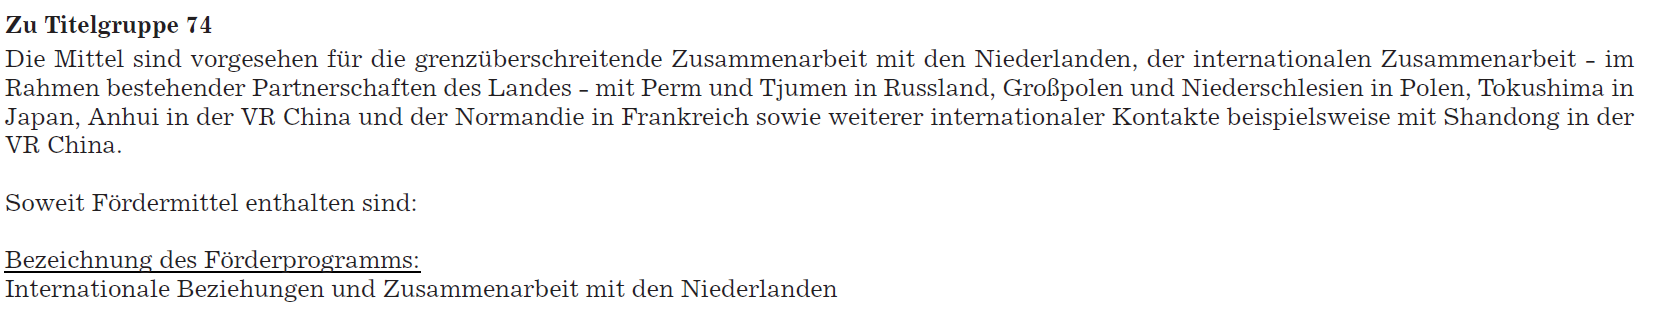 Zu Titelgruppe 74
Die Mittel sind vorgesehen für die grenzüberschreitende Zusammenarbeit mit den Niederlanden, der internationalen Zusammenarbeit - im
Rahmen bestehender Partnerschaften des Landes - mit Perm und Tjumen in Russland, Großpolen und Niederschlesien in Polen, Tokushima in
Japan, Anhui in der VR China und der Normandie in Frankreich sowie weiterer internationaler Kontakte beispielsweise mit Shandong in der
VR China.
Soweit Fördermittel enthalten sind:
Bezeichnung des Förderprogramms:
Internationale Beziehungen und Zusammenarbeit mit den Niederlanden